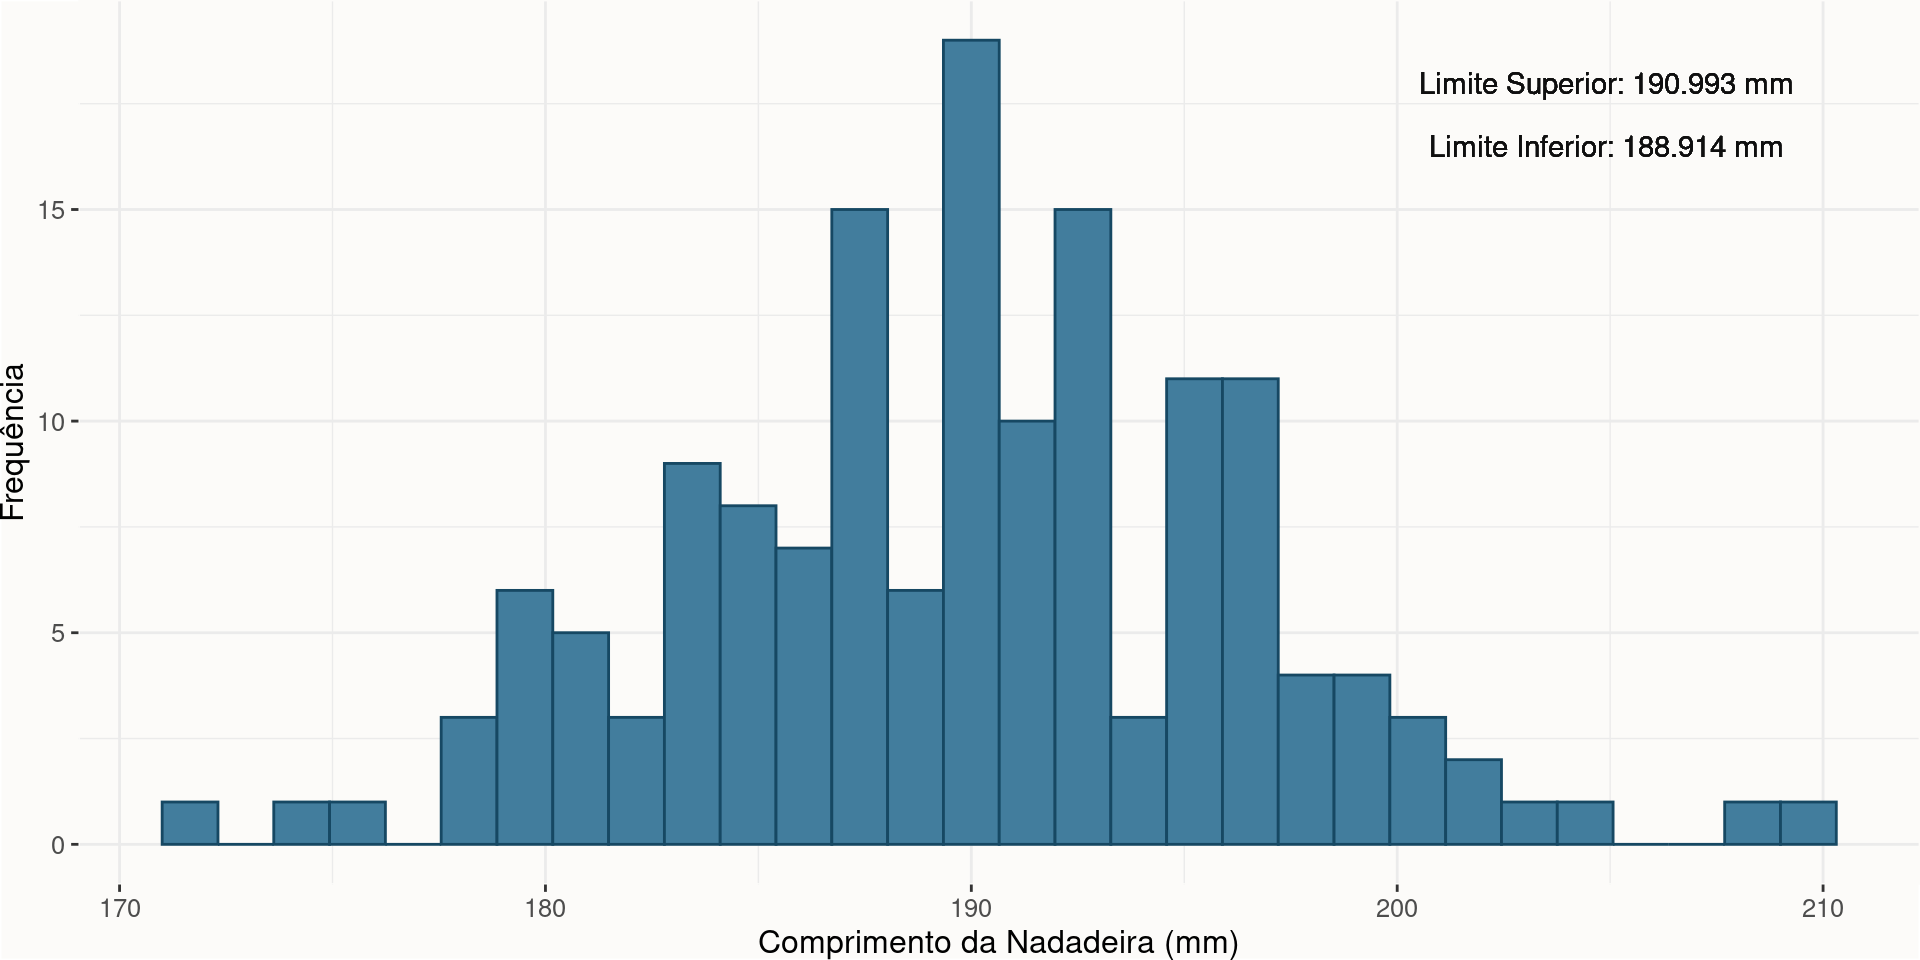 Limite Superior: 190.993 mm
Limite Inferior: 188.914 mm
Frequência
15
10
5
0
170 180 190 200 210
Comprimento da Nadadeira (mm)